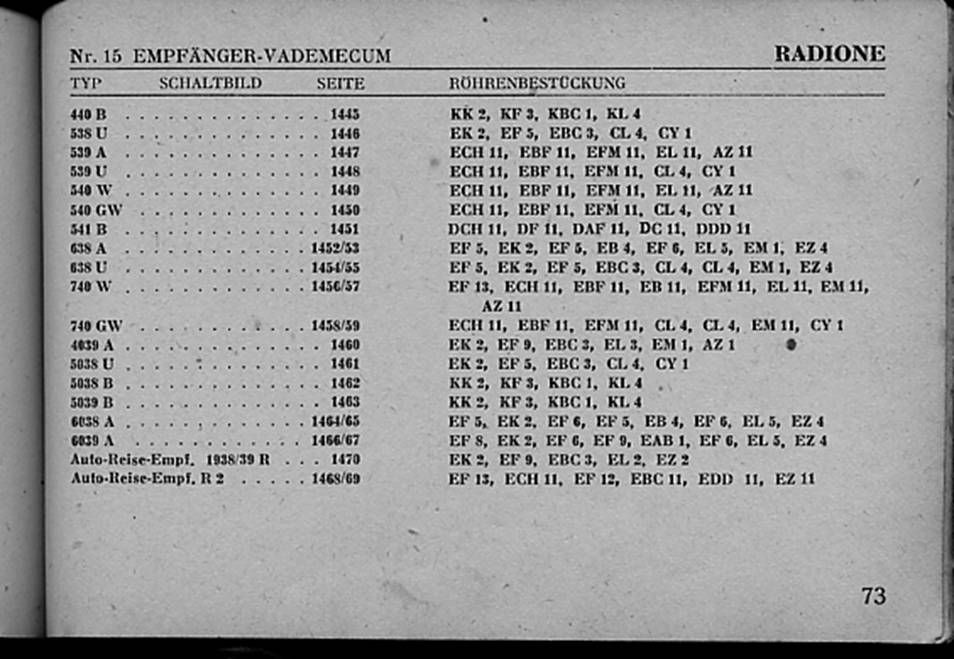 Nr. 15 EMPFÄNGER-VADEMECUM RADIONE
TYP SCHALTBILD SEITE RÖHRENBESTÜCKUNG
440 B . . . . . . . . . . . . . . . 1445 KK 2, KF 3, KBC 1, KL 4
538 U . . . . . . . . . . . . . . . 1446 EK 2, EF 5, EBC 3, CL 4, CY 1
539 A . . . . . . . . . . . . . . . 1447 ECH 11, EBF 11, EFM 11, EL 11, AZ 11
539 U . . . . . . . . . . . . . . . 1448 ECH 11, EBF 11, EFM 11, CL 4, CY 1
540 W . . . . . . . . . . . . . . . 1449 ECH 11, EBF 11, EFM 11, EL 11, AZ 11
540 GW . . . . . . . . . . . . . . 1450 ECH 11, EBF 11, EFM 11, CL 4, CY 1
541 B . . . . . . . . . . . . . . . 1451 DCH 11, DF 11, DAF 11, DC 11, DDD 11
638 A . . . . . . . . . . . . . . 1452/53 EF 5, EK 2, EF 5, EB 4, EF 6, EL 5, EM 1, EZ 4
638 U . . . . . . . . . . . . . . 1454/55 EF 5, EK 2, EF 5, EBC 3, CL 4, CL 4, EM 1, EZ 4
740 W . . . . . . . . . . . . . . 1456/57 EF 13, ECH 11, EBF 11, EB 11, EFM 11, EL 11, EM 11,
AZ 11
740 GW . . . . . . . . . . . . . 1458/59 ECH 11, EBF 11, EFM 11, CL 4, CL 4, EM 11, CY 1
4039 A . . . . . . . . . . . . . . . 1460 EK 2, EF 9, EBC 3, EL 3, EM 1, AZ 1
5038 U . . . . . . . . . . . . . . . 1461 EK 2, EF 5, EBC 3, CL 4, CY 1
5038 B . . . . . . . . . . . . . . . 1462 KK 2, KF 3, KBC 1, KL 4
5039 B . . . . . . . . . . . . . . . 1463 KK 2, KF 3, KBC 1, KL 4
6038 A . . . . . . . . . . . . . . 1464/65 EF 5, EK 2, EF 6, EF 5, EB 4, EF 6, EL 5, EZ 4
6039 A . . . . . . . . . . . . . 1466/67 EF 8, EK 2, EF 6, EF 9, EAB 1, EF 6, EL 5, EZ 4
Auto-Reise-Empf. 1938/39 R . . . 1470 EK 2, EF 9, EBC 3, EL 2, EZ 2
Auto-Reise-Empf. R 2 . . . . . 1468/69 EF 13, ECH 11, EF 12, EBC 11, EDD 11, EZ 11
73